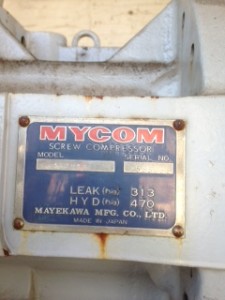 MYCOM
SCREW COMPRESSOR
MODEL SERIAL NO.
LEAK 313
HYD 470
MAYEKAWA MFG. CO., LTD.
MADE IN JAPAN